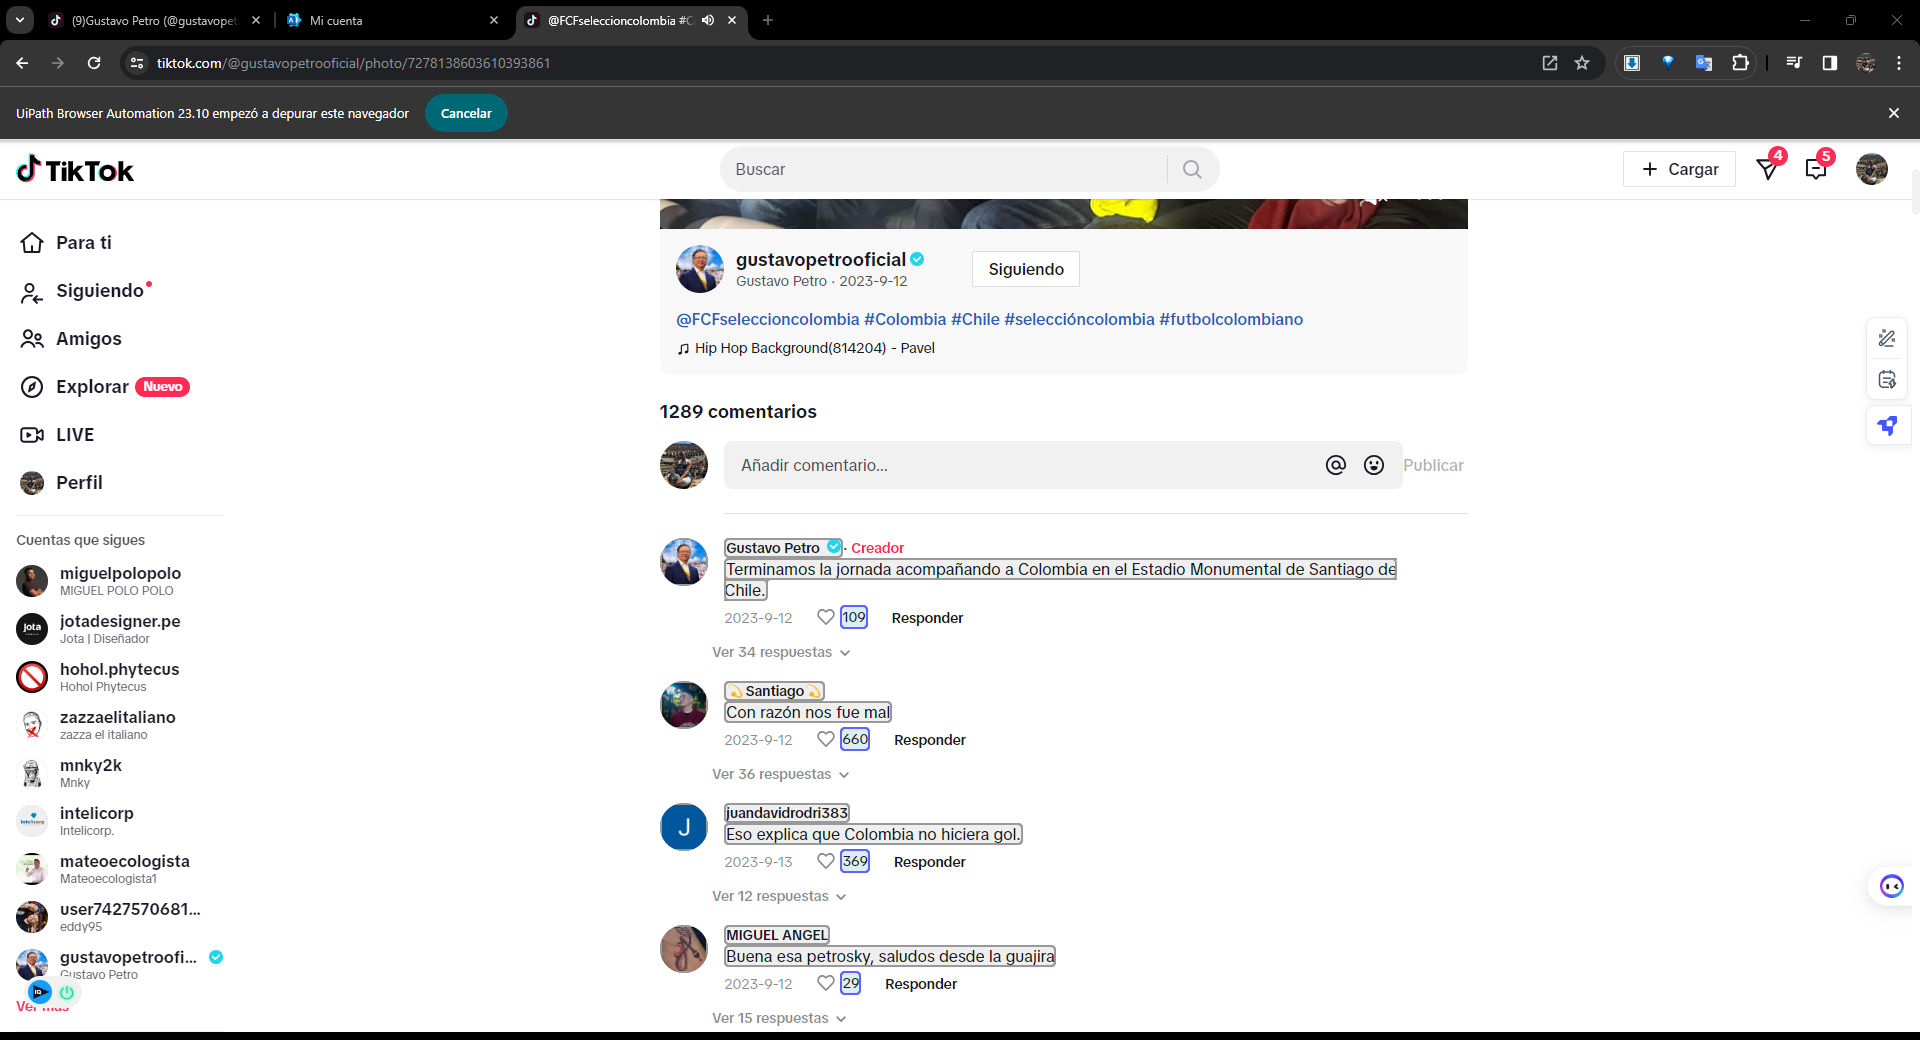 (9)Gustavo Petro (@gustavopet
Mi cuenta
@FCFseleccioncolombia #C
tiktok.com/@gustavopetrooficial/photo/7278138603610393861
UiPath Browser Automation 23.10 empezó a depurar este navegador
Cancelar
TikTok
Buscar
Cargar
4
5
Para ti
Siguiendo
Amigos
Explorar Nuevo
LIVE
Perfil
Cuentas que sigues
miguelpolopolo
MIGUEL POLO POLO
jota
jotadesigner.pe
Jota | Diseñador
hohol.phytecus
Hohol Phytecus
zazzaelitaliano
zazza el italiano
mnky2k
Mnky
intelicorp
Intelicorp.
mateoecologista
Mateoecologista1
user7427570681...
eddy95
gustavopetroofi...
Gustavo Petro
Ver más
gustavopetrooficial
Gustavo Petro · 2023-9-12
Siguiendo
@FCFseleccioncolombia #Colombia #Chile #seleccióncolombia #futbolcolombiano
Hip Hop Background(814204) - Pavel
1289 comentarios
Añadir comentario...
Publicar
Gustavo Petro · Creador
Terminamos la jornada acompañando a Colombia en el Estadio Monumental de Santiago de
Chile.
2023-9-12 109 Responder
Ver 34 respuestas
💫Santiago💫
Con razón nos fue mal
2023-9-12 660 Responder
Ver 36 respuestas
J
juandavidrodri383
Eso explica que Colombia no hiciera gol.
2023-9-13 369 Responder
Ver 12 respuestas
MIGUEL ANGEL
Buena esa petrosky, saludos desde la guajira
2023-9-12 29 Responder
Ver 15 respuestas